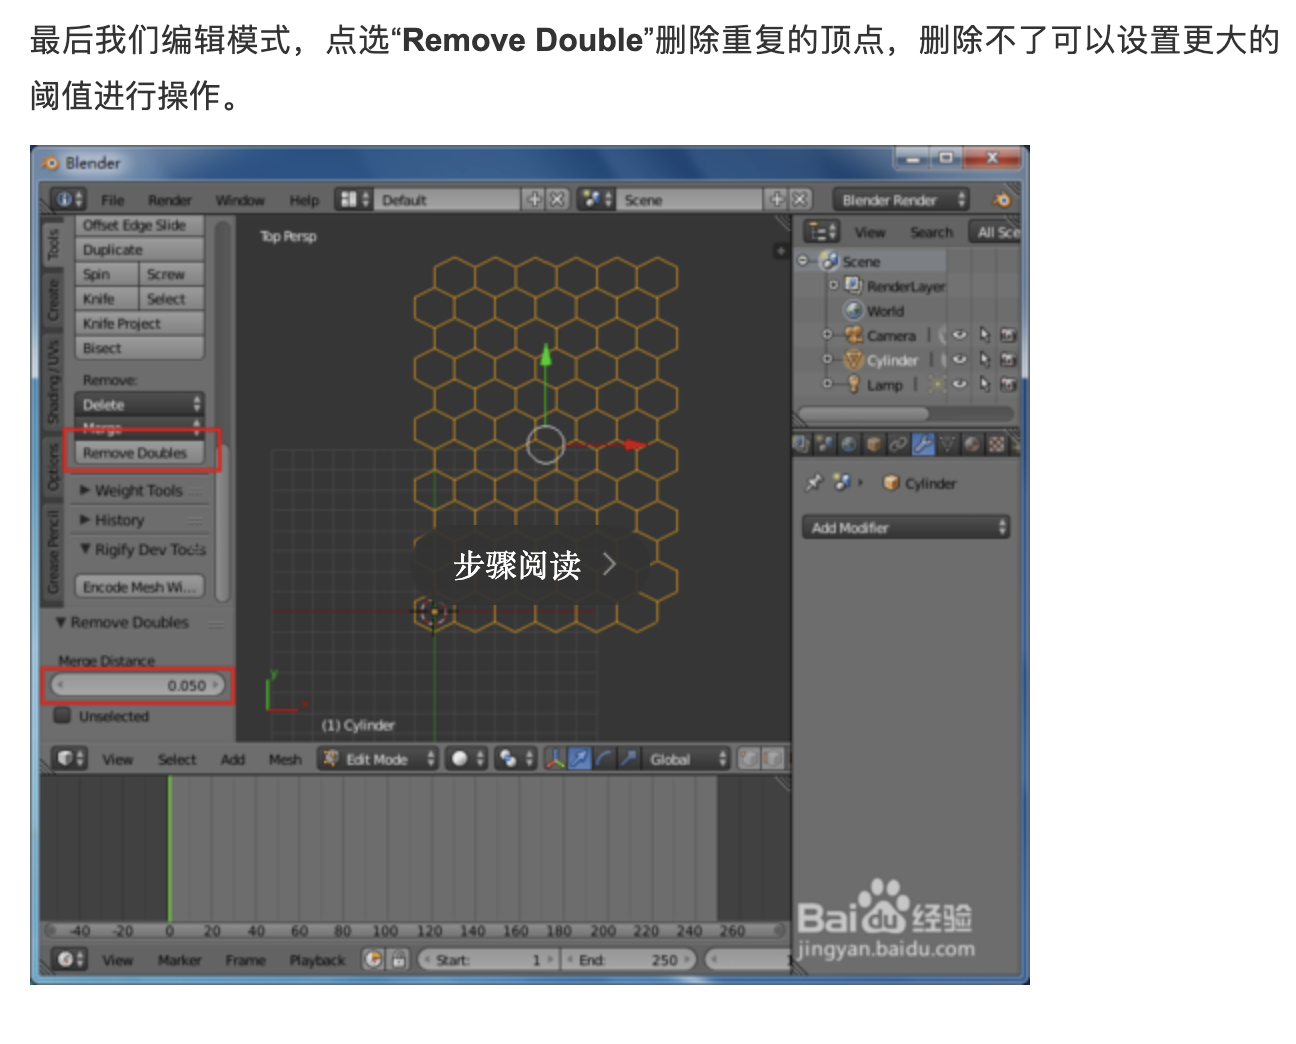 最后我们编辑模式，点选“Remove Double”删除重复的顶点，删除不了可以设置更大的
阈值进行操作。
Blender
File Render Window Help Default Scene Blender Render
Tools
Create
Shading / UVs
Options
Grease Pencil
Offset Edge Slide
Duplicate
Spin Screw
Knife Select
Knife Project
Bisect
Remove:
Delete
Merge
Remove Doubles
Weight Tools
History
Rigify Dev Tools
Encode Mesh Wi...
Remove Doubles
Merge Distance
0.050
Unselected
Top Persp
步骤阅读
y
x
(1) Cylinder
View Search All Sce
Scene
RenderLayer
World
Camera
Cylinder
Lamp
Cylinder
Add Modifier
View Select Add Mesh Edit Mode Global
-40 -20 0 20 40 60 80 100 120 140 160 180 200 220 240 260
View Marker Frame Playback Start: 1 End: 250 1
Bai du 经验
jingyan.baidu.com